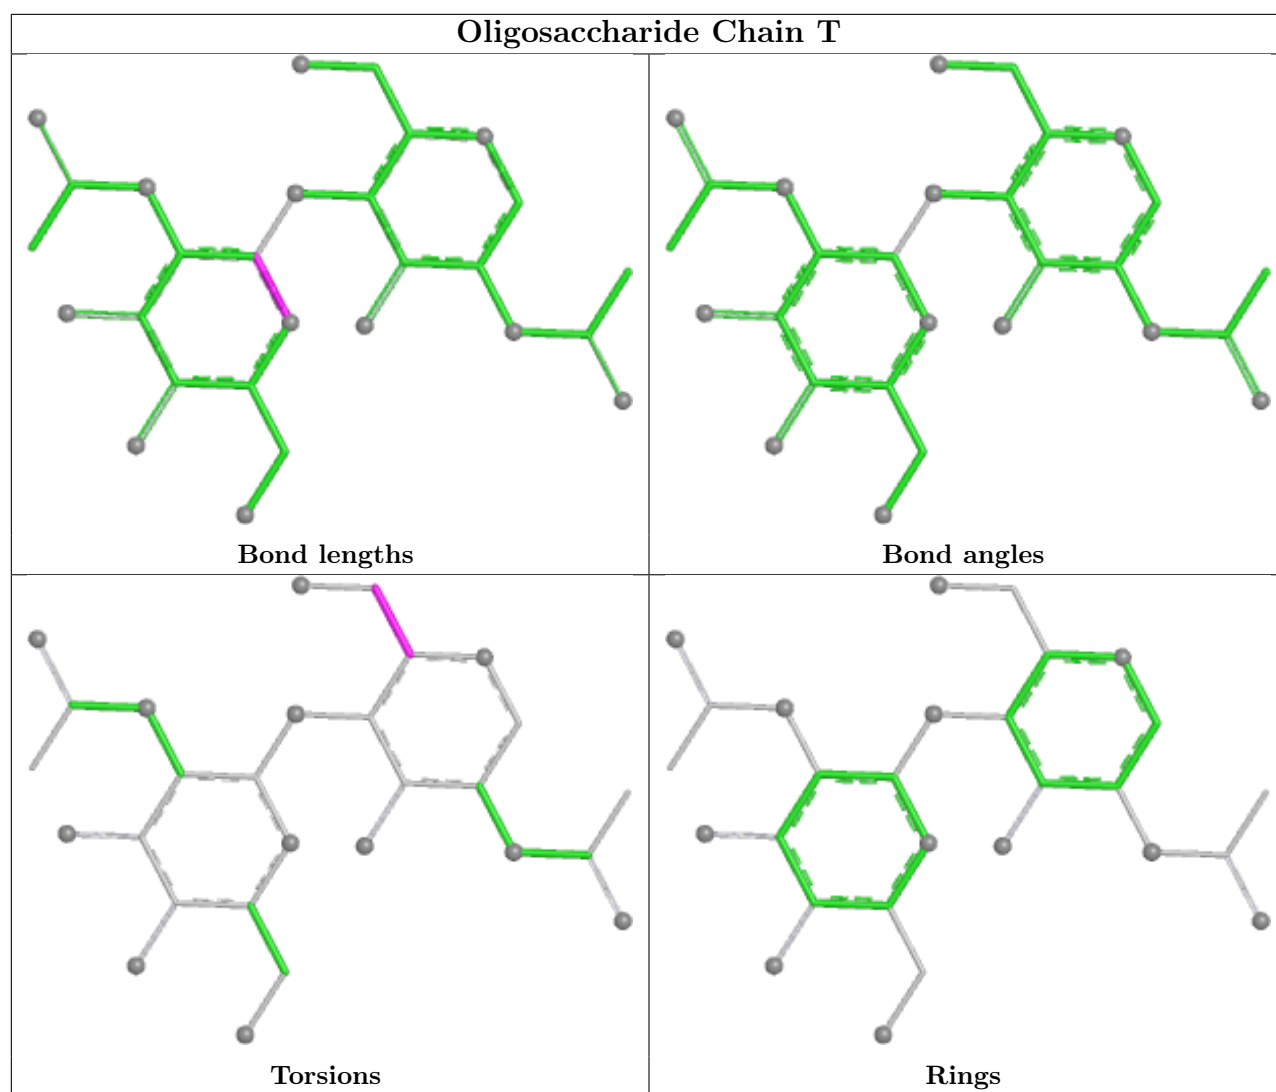 Oligosaccharide Chain T
Bond lengths
Bond angles
Torsions
Rings